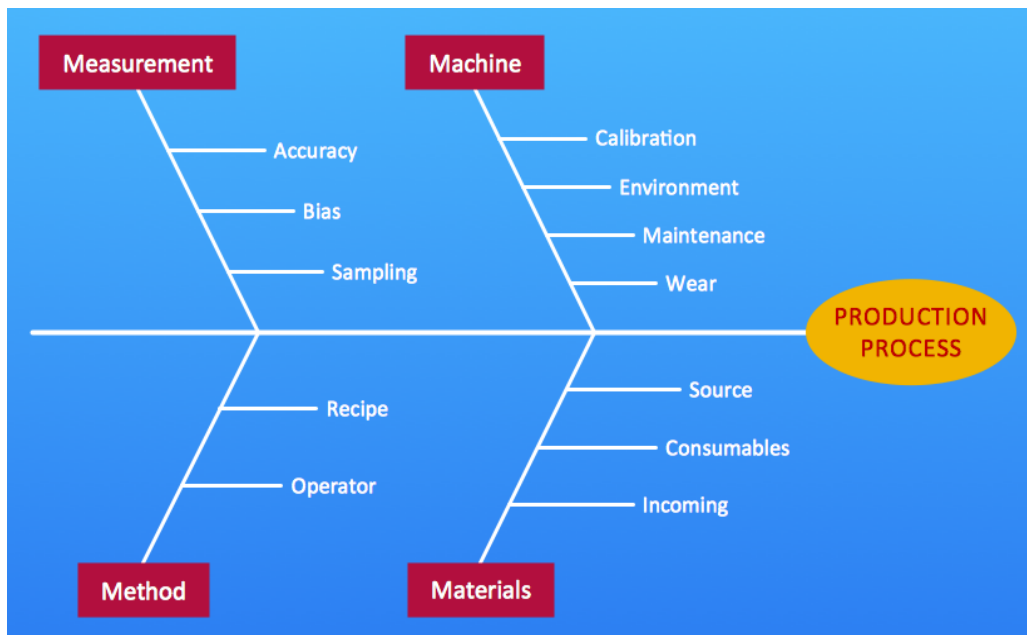 Measurement
Machine
Accuracy
Bias
Sampling
Calibration
Environment
Maintenance
Wear
PRODUCTION
PROCESS
Recipe
Operator
Source
Consumables
Incoming
Method
Materials